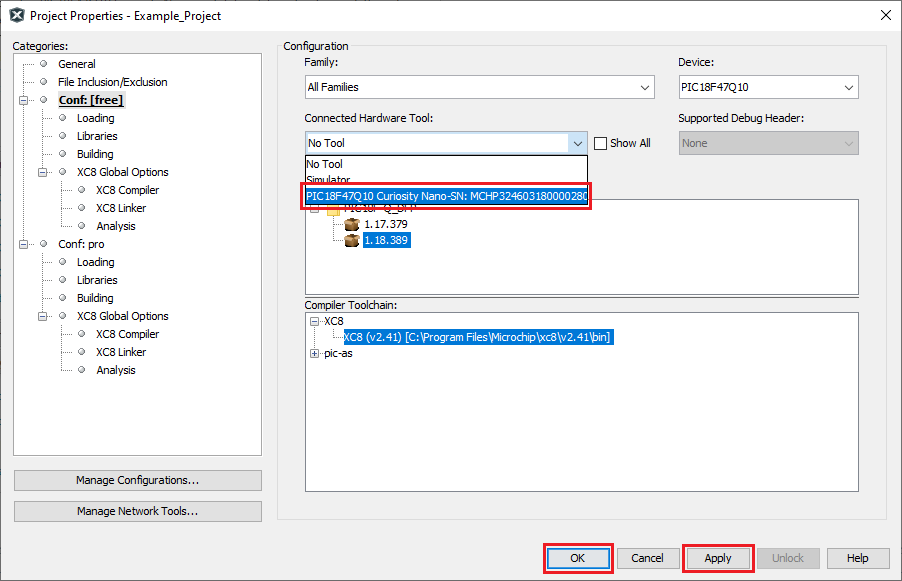 Project Properties - Example_Project
Categories:
General
File Inclusion/Exclusion
Conf: [free]
Loading
Libraries
Building
XC8 Global Options
XC8 Compiler
XC8 Linker
Analysis
Conf: pro
Loading
Libraries
Building
XC8 Global Options
XC8 Compiler
XC8 Linker
Analysis
Manage Configurations...
Manage Network Tools...
Configuration
Family:
All Families
Device:
PIC18F47Q10
Connected Hardware Tool:
No Tool
Show All
Supported Debug Header:
None
No Tool
Simulator
PIC18F47Q10 Curiosity Nano-SN: MCHP3246031800000280
PIC18F-Q_DFP
1.17.379
1.18.389
Compiler Toolchain:
XC8
XC8 (v2.41) [C:\Program Files\Microchip\xc8\v2.41\bin]
pic-as
OK
Cancel
Apply
Unlock
Help